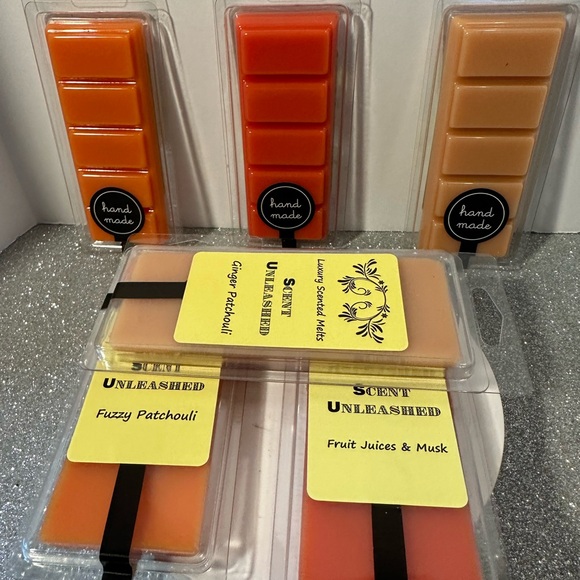 hand
made
hand
made
hand
made
Luxury Scented Melts
SCENT
UNLEASHED
Ginger Patchouli
SCENT
UNLEASHED
Fuzzy Patchouli
SCENT
UNLEASHED
Fruit Juices & Musk